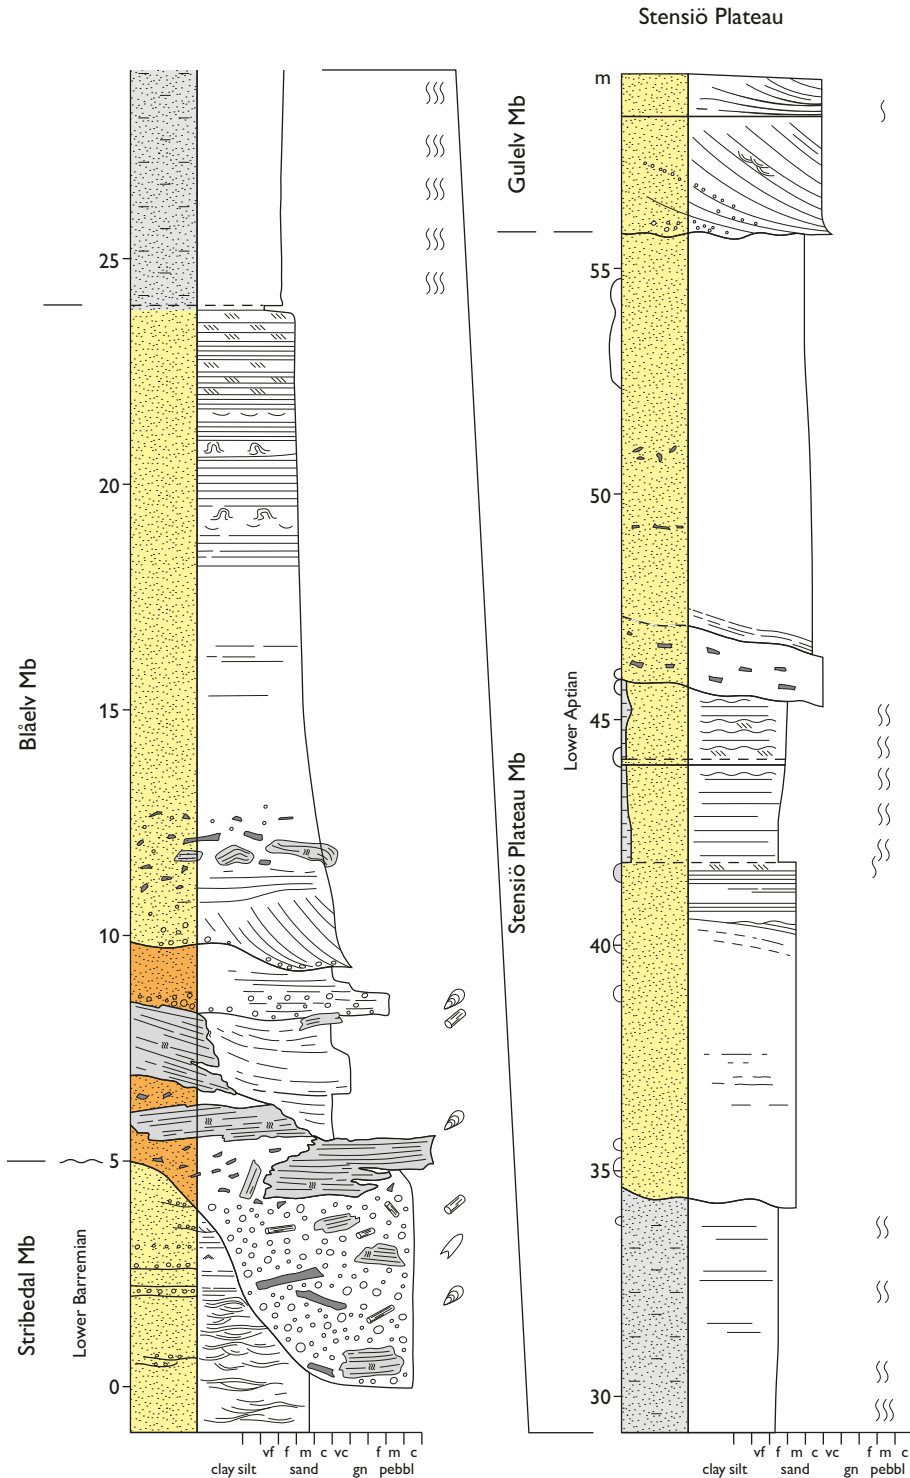 Stensiö Plateau
m
25
20
15
10
5
0
Blåelv Mb
Stribedal Mb
Lower Barremian
vf f m c vc f m c
clay silt sand gn pebbl
Stensiö Plateau Mb
Gulelv Mb
Lower Aptian
55
50
45
40
35
30
vf f m c vc f m c
clay silt sand gn pebbl